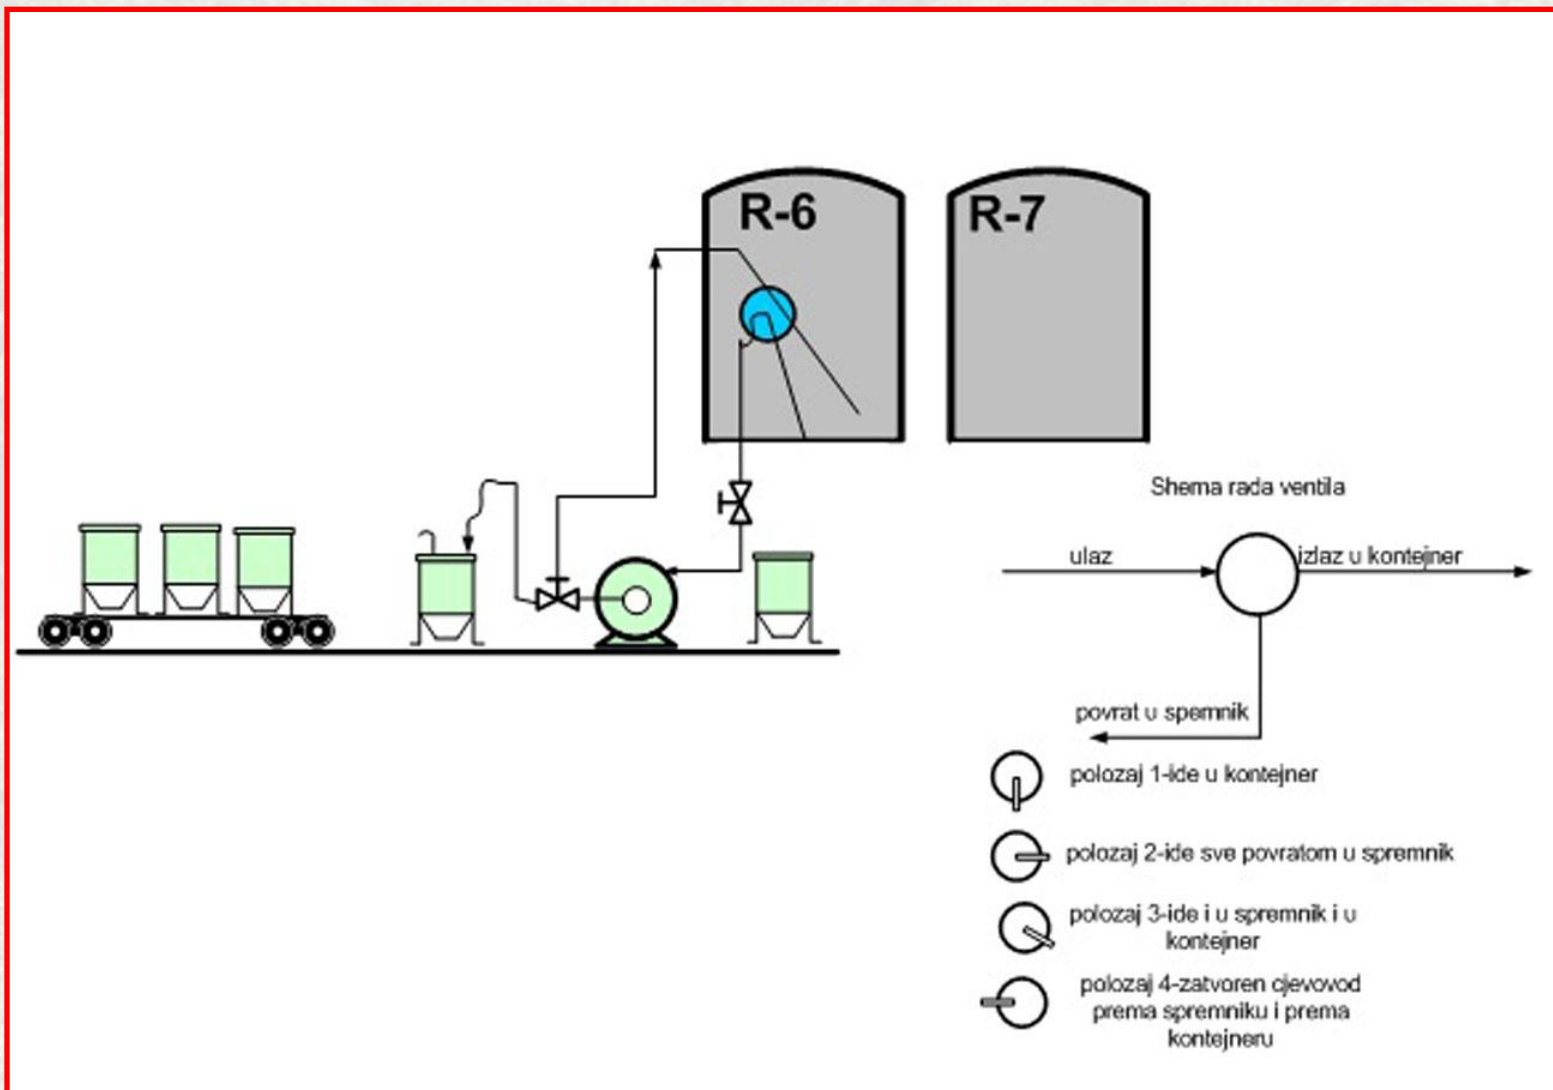 R-6
R-7
Shema rada ventila
ulaz
izlaz u kontejner
povrat u spemnik
polozaj 1-ide u kontejner
polozaj 2-ide sve povratom u spremnik
polozaj 3-ide i u spremnik i u
kontejner
polozaj 4-zatvoren cjevovod
prema spremniku i prema
kontejneru